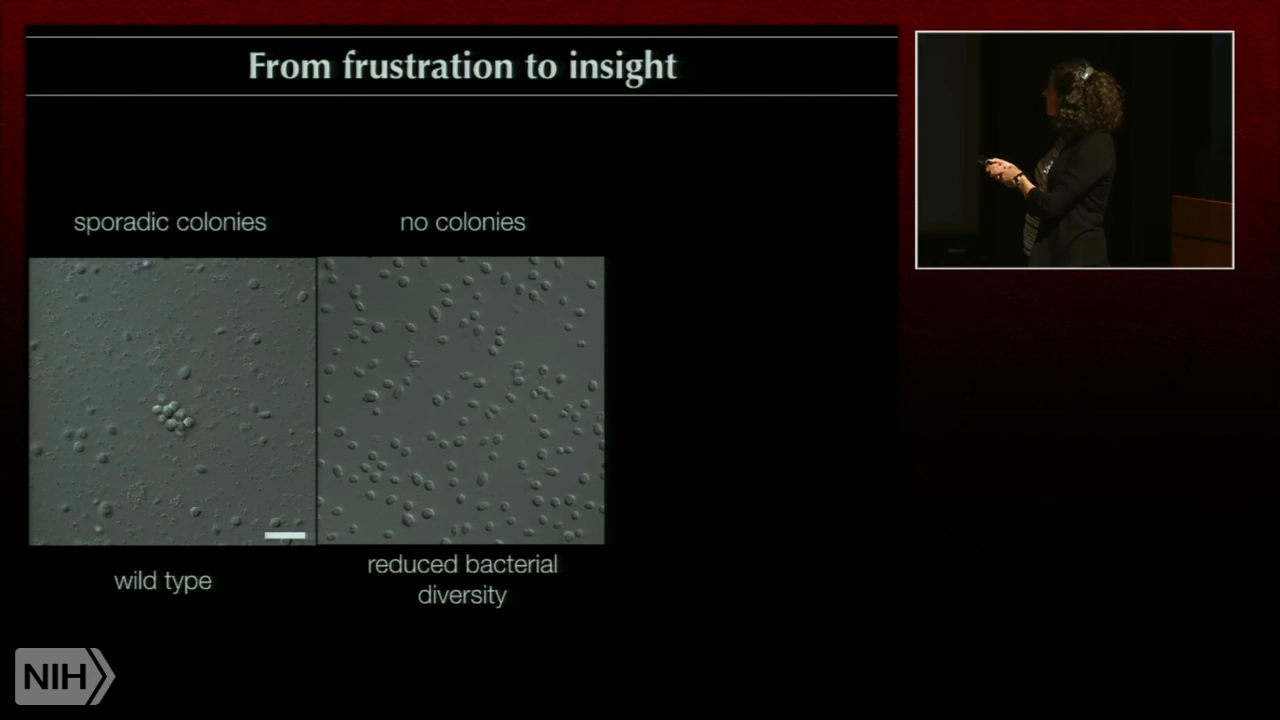 From frustration to insight
sporadic colonies
no colonies
wild type
reduced bacterial
diversity
NIH